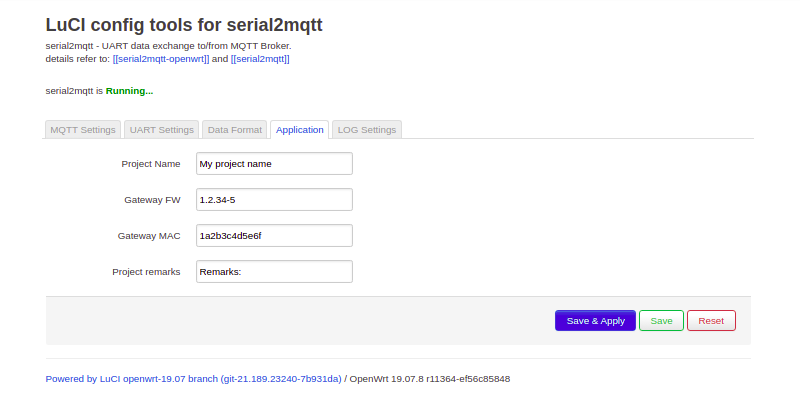 LuCI config tools for serial2mqtt
serial2mqtt - UART data exchange to/from MQTT Broker.
details refer to: [[serial2mqtt-openwrt]] and [[serial2mqtt]]
serial2mqtt is Running...
MQTT Settings UART Settings Data Format Application LOG Settings
Project Name My project name
Gateway FW 1.2.34-5
Gateway MAC 1a2b3c4d5e6f
Project remarks Remarks:
Save & Apply Save Reset
Powered by LuCI openwrt-19.07 branch (git-21.189.23240-7b931da) / OpenWrt 19.07.8 r11364-ef56c85848